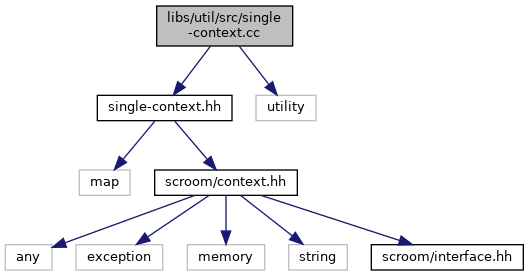 libs/util/src/single
-context.cc
single-context.hh
utility
map
scroom/context.hh
any
exception
memory
string
scroom/interface.hh